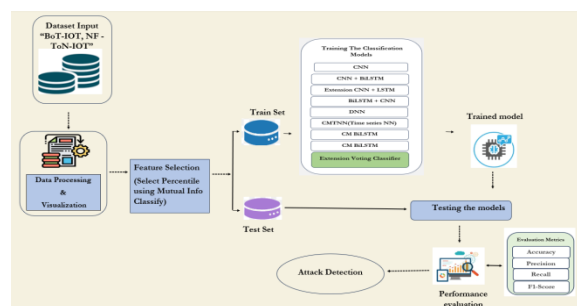 Dataset Input
“BoT-IOT, NF -
ToN-IOT”
Data Processing
&
Visualization
Feature Selection
(Select Percentile
using Mutual Info
Classify)
Train Set
Test Set
Training The Classification
Models
CNN
CNN + BiLSTM
Extension CNN + LSTM
BiLSTM + CNN
DNN
CMTNN(Time series NN)
CM BiLSTM
CM BiLSTM
Extension Voting Classifier
Trained model
Testing the models
Performance
evaluation
Evaluation Metrics
Accuracy
Precision
Recall
F1-Score
Attack Detection